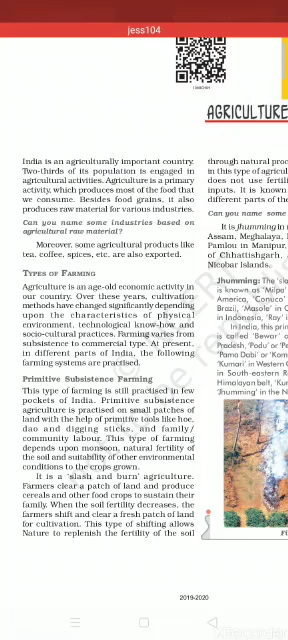 jess104
AGRICULTURE
India is an agriculturally important country.
Two-thirds of its population is engaged in
agricultural activities. Agriculture is a primary
activity, which produces most of the food that
we consume. Besides food grains, it also
produces raw material for various industries.
Can you name some industries based on
agricultural raw material?
Moreover, some agricultural products like
tea, coffee, spices, etc. are also exported.
TYPES OF FARMING
Agriculture is an age-old economic activity in
our country. Over these years, cultivation
methods have changed significantly depending
upon the characteristics of physical
environment, technological know-how and
socio-cultural practices. Farming varies from
subsistence to commercial type. At present,
in different parts of India, the following
farming systems are practised.
Primitive Subsistence Farming
This type of farming is still practised in few
pockets of India. Primitive subsistence
agriculture is practised on small patches of
land with the help of primitive tools like hoe,
dao and digging sticks, and family/
community labour. This type of farming
depends upon monsoon, natural fertility of
the soil and suitability of other environmental
conditions to the crops grown.
It is a 'slash and burn' agriculture.
Farmers clear a patch of land and produce
cereals and other food crops to sustain their
family. When the soil fertility decreases, the
farmers shift and clear a fresh patch of land
for cultivation. This type of shifting allows
Nature to replenish the fertility of the soil
through natural proc
in this type of agricul
does not use fertili
inputs. It is known
different parts of the
Can you name some
It is jhumming in
Assam, Meghalaya,
Pamlou in Manipur,
of Chattishgarh,
Nicobar Islands.
Jhumming: The 'sla
is known as 'Milpa'
America, 'Conuco'
Brazil, 'Masole' in C
in Indonesia, 'Ray' i
In India, this prim
is called 'Bewar' o
Pradesh, 'Podu' or 'P
'Pama Dabi' or 'Kom
'Kumari' in Western G
in South-eastern R
Himalayan belt, 'Kur
'Jhumming' in the N
2019-2020